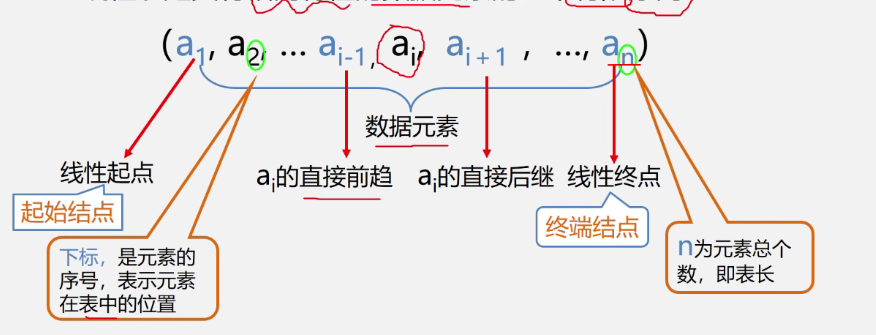 (a1, a2, … ai-1, ai, ai+1, …, an)
数据元素
线性起点
ai的直接前趋 ai的直接后继 线性终点
起始结点
终端结点
下标，是元素的
序号，表示元素
在表中的位置
n为元素总个
数，即表长